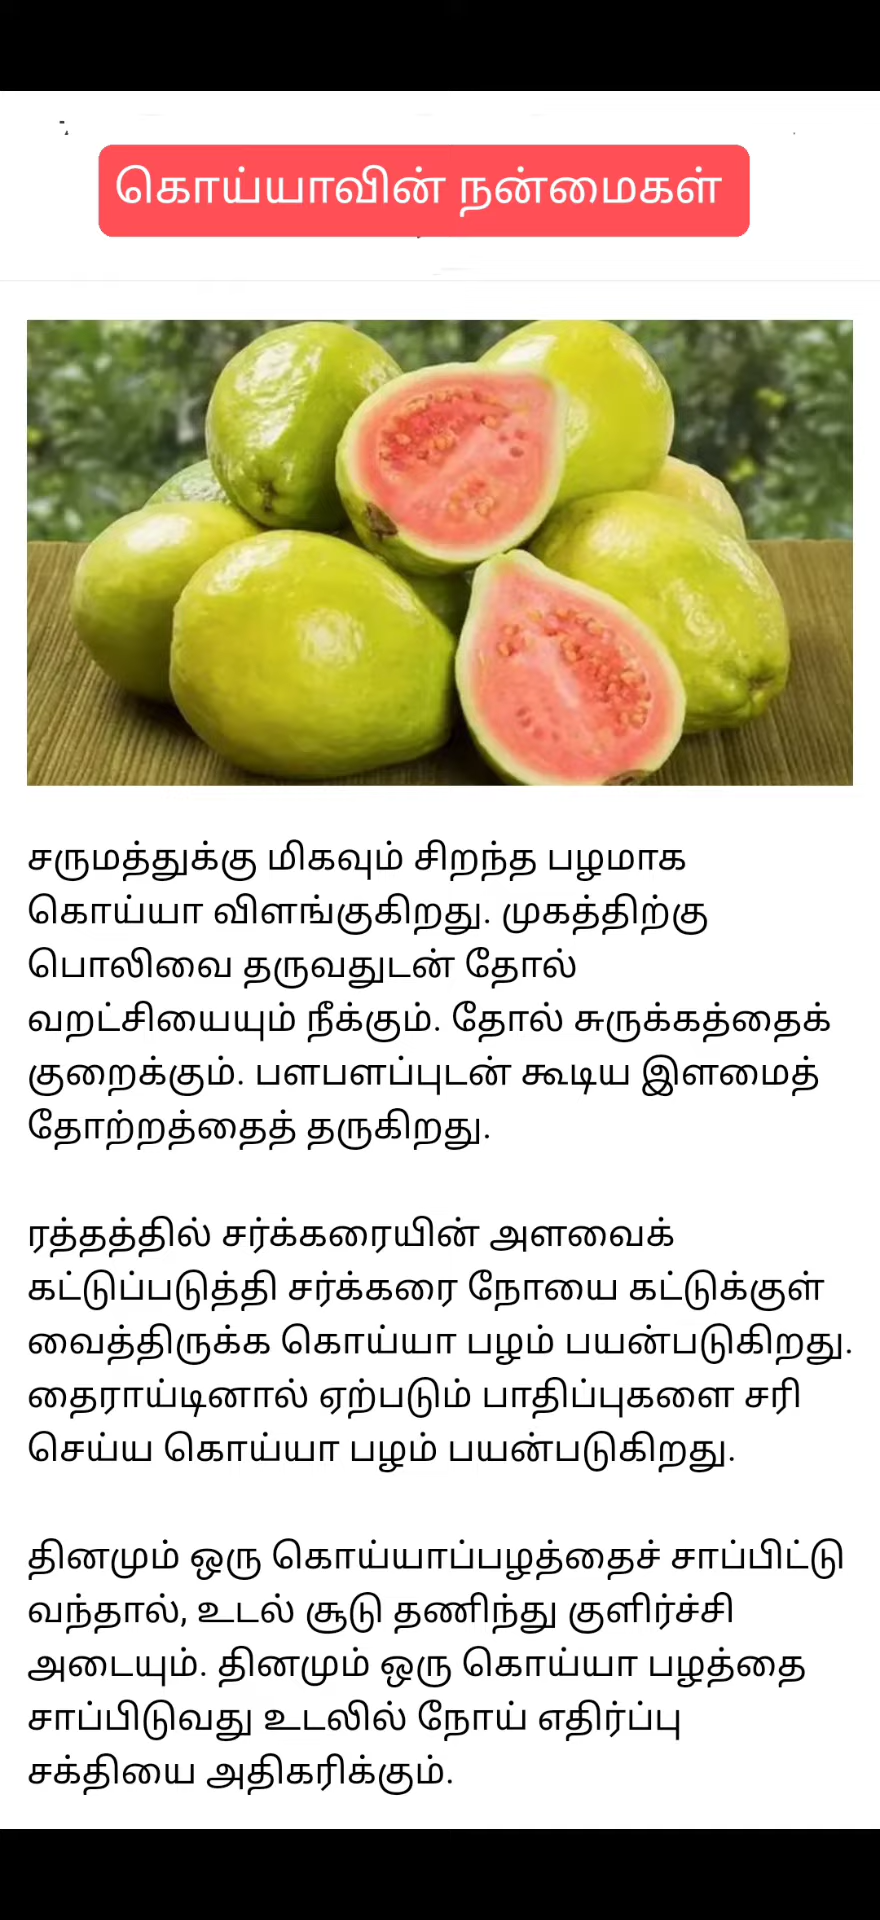 கொய்யாவின் நன்மைகள்
சருமத்துக்கு மிகவும் சிறந்த பழமாக
கொய்யா விளங்குகிறது. முகத்திற்கு
பொலிவை தருவதுடன் தோல்
வறட்சியையும் நீக்கும். தோல் சுருக்கத்தைக்
குறைக்கும். பளபளப்புடன் கூடிய இளமைத்
தோற்றத்தைத் தருகிறது.
ரத்தத்தில் சர்க்கரையின் அளவைக்
கட்டுப்படுத்தி சர்க்கரை நோயை கட்டுக்குள்
வைத்திருக்க கொய்யா பழம் பயன்படுகிறது.
தைராய்டினால் ஏற்படும் பாதிப்புகளை சரி
செய்ய கொய்யா பழம் பயன்படுகிறது.
தினமும் ஒரு கொய்யாப்பழத்தைச் சாப்பிட்டு
வந்தால், உடல் சூடு தணிந்து குளிர்ச்சி
அடையும். தினமும் ஒரு கொய்யா பழத்தை
சாப்பிடுவது உடலில் நோய் எதிர்ப்பு
சக்தியை அதிகரிக்கும்.